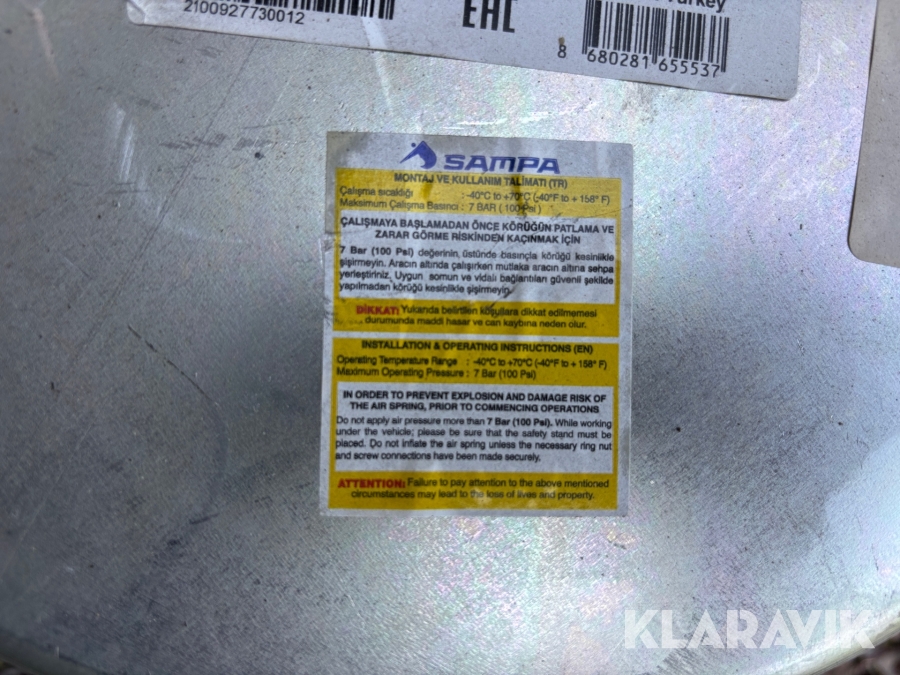 Turkey
2100927730012
EAC
8 680281 655537
SAMPA
MONTAJ VE KULLANIM TALİMATI (TR)
Çalışma sıcaklığı : -40°C to +70°C (-40°F to + 158° F)
Maksimum Çalışma Basıncı : 7 BAR ( 100 Psi )
ÇALIŞMAYA BAŞLAMADAN ÖNCE KÖRÜĞÜN PATLAMA VE
ZARAR GÖRME RİSKİNDEN KAÇINMAK İÇİN
7 Bar (100 Psi) değerinin, üstünde basınçla körüğü kesinlikle
şişirmeyin. Aracın altında çalışırken mutlaka aracın altına sehpa
yerleştiriniz. Uygun somun ve vidalı bağlantıları güvenli şekilde
yapılmadan körüğü kesinlikle şişirmeyin.
DİKKAT: Yukarıda belirtilen koşullara dikkat edilmemesi
durumunda maddi hasar ve can kaybına neden olur.
INSTALLATION & OPERATING INSTRUCTIONS (EN)
Operating Temperature Range : -40°C to +70°C (-40°F to + 158° F)
Maximum Operating Pressure : 7 Bar (100 Psi)
IN ORDER TO PREVENT EXPLOSION AND DAMAGE RISK OF
THE AIR SPRING, PRIOR TO COMMENCING OPERATIONS
Do not apply air pressure more than 7 Bar (100 Psi). While working
under the vehicle; please be sure that the safety stand must be
placed. Do not inflate the air spring unless the necessary ring nut
and screw connections have been made securely.
ATTENTION: Failure to pay attention to the above mentioned
circumstances may lead to the loss of lives and property.
KLARAVIK